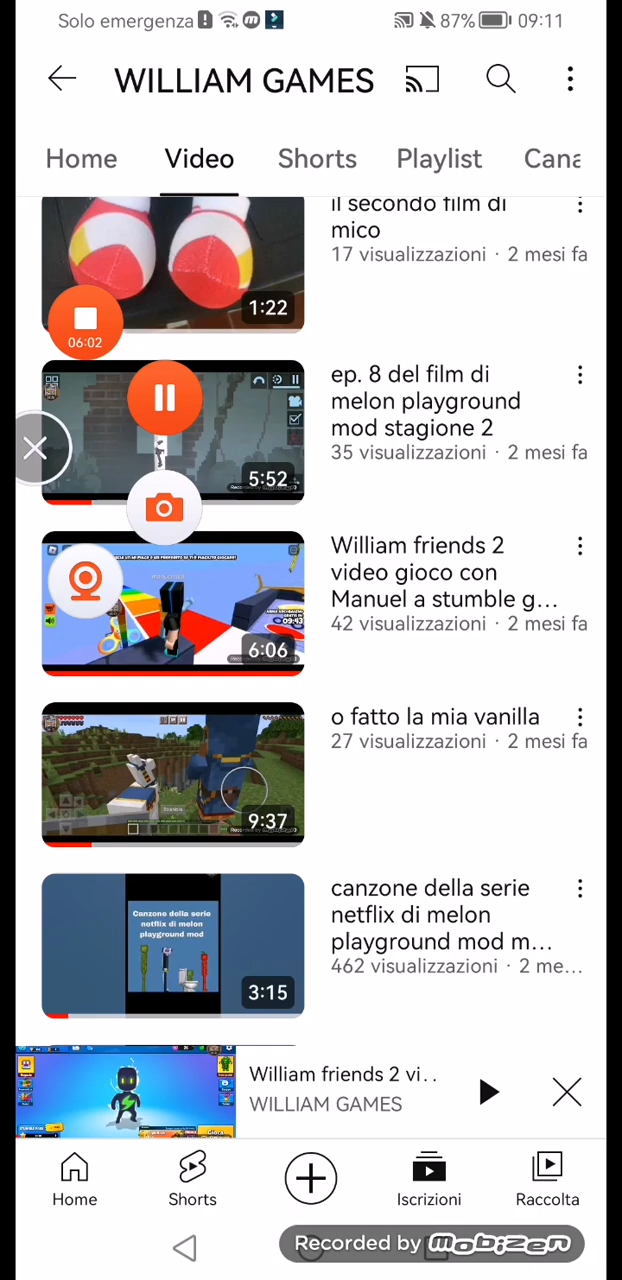 Solo emergenza
87%
09:11
WILLIAM GAMES
Home Video Shorts Playlist Cana
il secondo film di
mico
17 visualizzazioni · 2 mesi fa
1:22
06:02
ep. 8 del film di
melon playground
mod stagione 2
35 visualizzazioni · 2 mesi fa
5:52
William friends 2
video gioco con
Manuel a stumble g...
42 visualizzazioni · 2 mesi fa
6:06
o fatto la mia vanilla
27 visualizzazioni · 2 mesi fa
9:37
canzone della serie
netflix di melon
playground mod m...
462 visualizzazioni · 2 me...
Canzone della serie
netflix di melon
playground mod
3:15
William friends 2 vi..
WILLIAM GAMES
Home Shorts Iscrizioni Raccolta
Recorded by mobizen